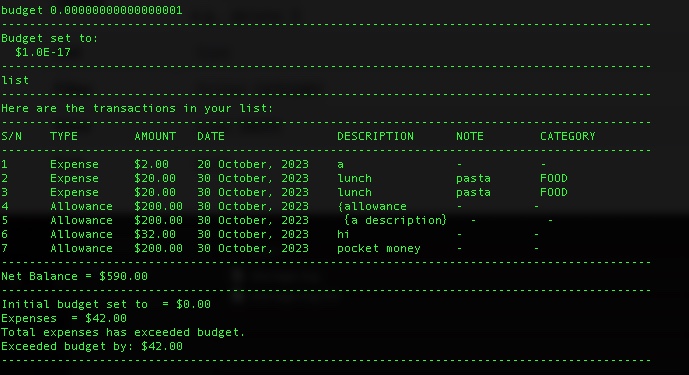 budget 0.00000000000000001
--------------------------------------------------------------------------------------------
Budget set to:
  $1.0E-17
--------------------------------------------------------------------------------------------
list
--------------------------------------------------------------------------------------------
Here are the transactions in your list:
--------------------------------------------------------------------------------------------
S/N    TYPE        AMOUNT   DATE                DESCRIPTION      NOTE        CATEGORY
--------------------------------------------------------------------------------------------
1      Expense     $2.00    20 October, 2023    a                -           -
2      Expense     $20.00   30 October, 2023    lunch            pasta       FOOD
3      Expense     $20.00   30 October, 2023    lunch            pasta       FOOD
4      Allowance   $200.00  30 October, 2023    {allowance       -          -
5      Allowance   $200.00  30 October, 2023     {a description}   -          -
6      Allowance   $32.00   30 October, 2023    hi               -          -
7      Allowance   $200.00  30 October, 2023    pocket money     -          -
--------------------------------------------------------------------------------------------
Net Balance = $590.00
--------------------------------------------------------------------------------------------
Initial budget set to  = $0.00
Expenses  = $42.00
Total expenses has exceeded budget.
Exceeded budget by: $42.00
--------------------------------------------------------------------------------------------